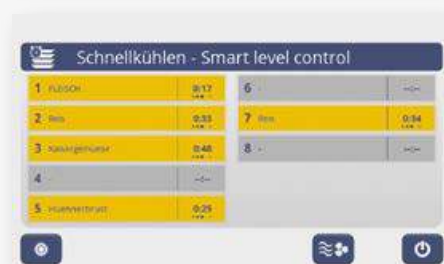 Schnellkühlen - Smart level control
1 FLEISCH 0:17
2 Reis 0:33
3 Kaisergemüse 0:48
4 - --:--
5 Huehnerbrust 0:25
6 - --:--
7 Reis 0:34
8 - --:--